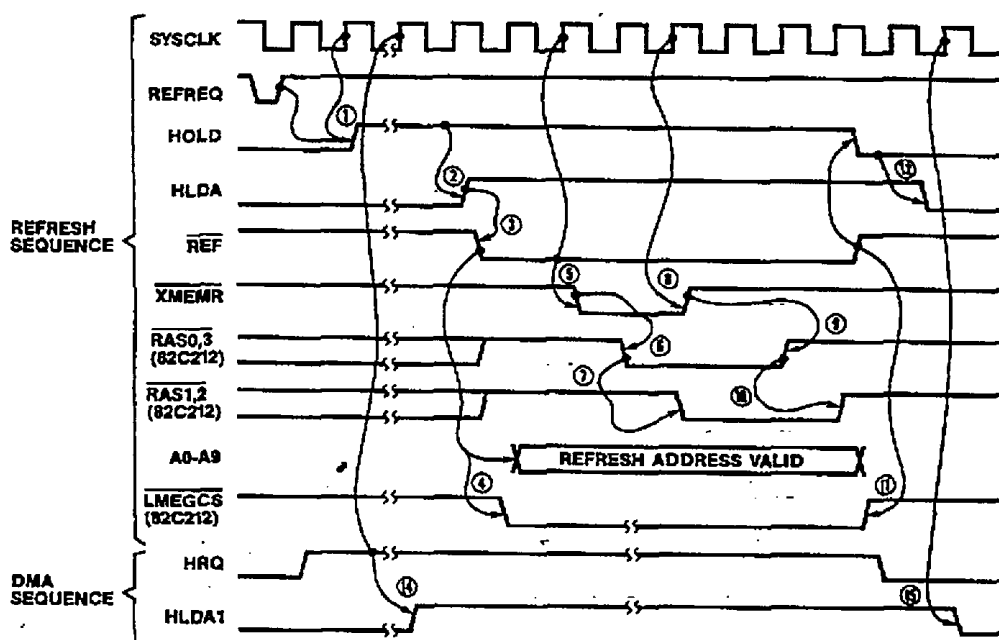 SYSCLK
REFREQ
①
HOLD
⑫
HLDA
②
③
REFRESH
SEQUENCE
REF
⑤
⑧
XMEMR
⑨
RAS0,3
(82C212)
⑥
⑦
RAS1,2
(82C212)
⑩
A0-A9
REFRESH ADDRESS VALID
④
⑪
LMEGCS
(82C212)
HRQ
DMA
SEQUENCE
⑭
⑮
HLDA1